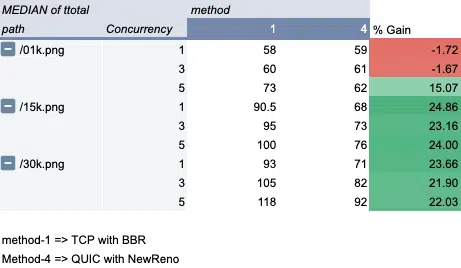 MEDIAN of ttotal method
path Concurrency 1 4 % Gain
/01k.png 1 58 59 -1.72
3 60 61 -1.67
5 73 62 15.07
/15k.png 1 90.5 68 24.86
3 95 73 23.16
5 100 76 24.00
/30k.png 1 93 71 23.66
3 105 82 21.90
5 118 92 22.03
method-1 => TCP with BBR
Method-4 => QUIC with NewReno